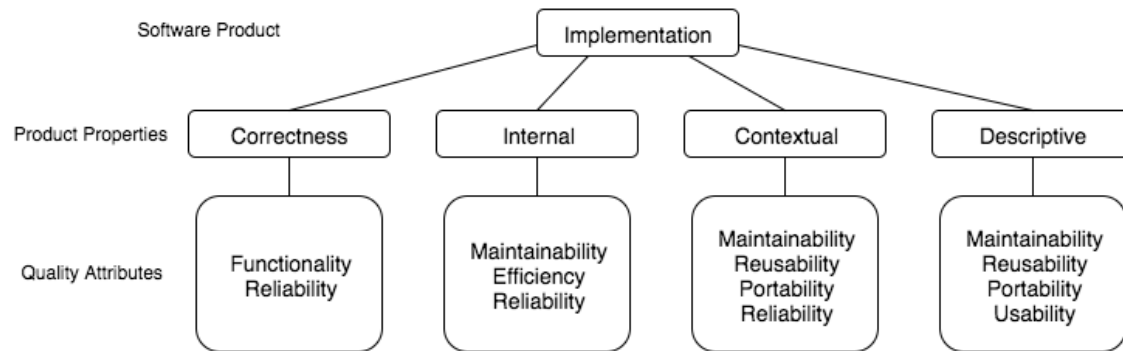 Software Product
Implementation
Product Properties
Correctness
Internal
Contextual
Descriptive
Quality Attributes
Functionality
Reliability
Maintainability
Efficiency
Reliability
Maintainability
Reusability
Portability
Reliability
Maintainability
Reusability
Portability
Usability